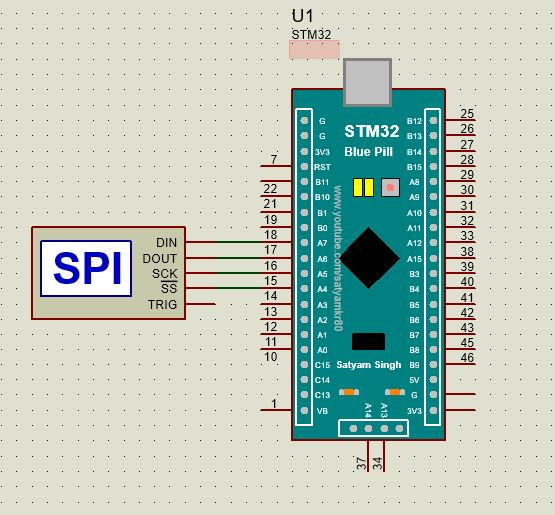 U1
STM32
STM32
Blue Pill
G
G
3V3
7 RST
B11
22 B10
21 B1
19 B0
18 A7
17 A6
16 A5
15 A4
14 A3
13 A2
12 A1
11 A0
10 C15
C14
C13
1 VB
B12 25
B13 26
B14 27
B15 28
A8 29
A9 30
A10 31
A11 32
A12 33
A15 38
B3 39
B4 40
B5 41
B6 42
B7 43
B8 45
B9 46
5V
G
3V3
www.youtube.com/satyamk80
Satyam Singh
A14 A13
37 34
SPI
DIN
DOUT
SCK
SS
TRIG